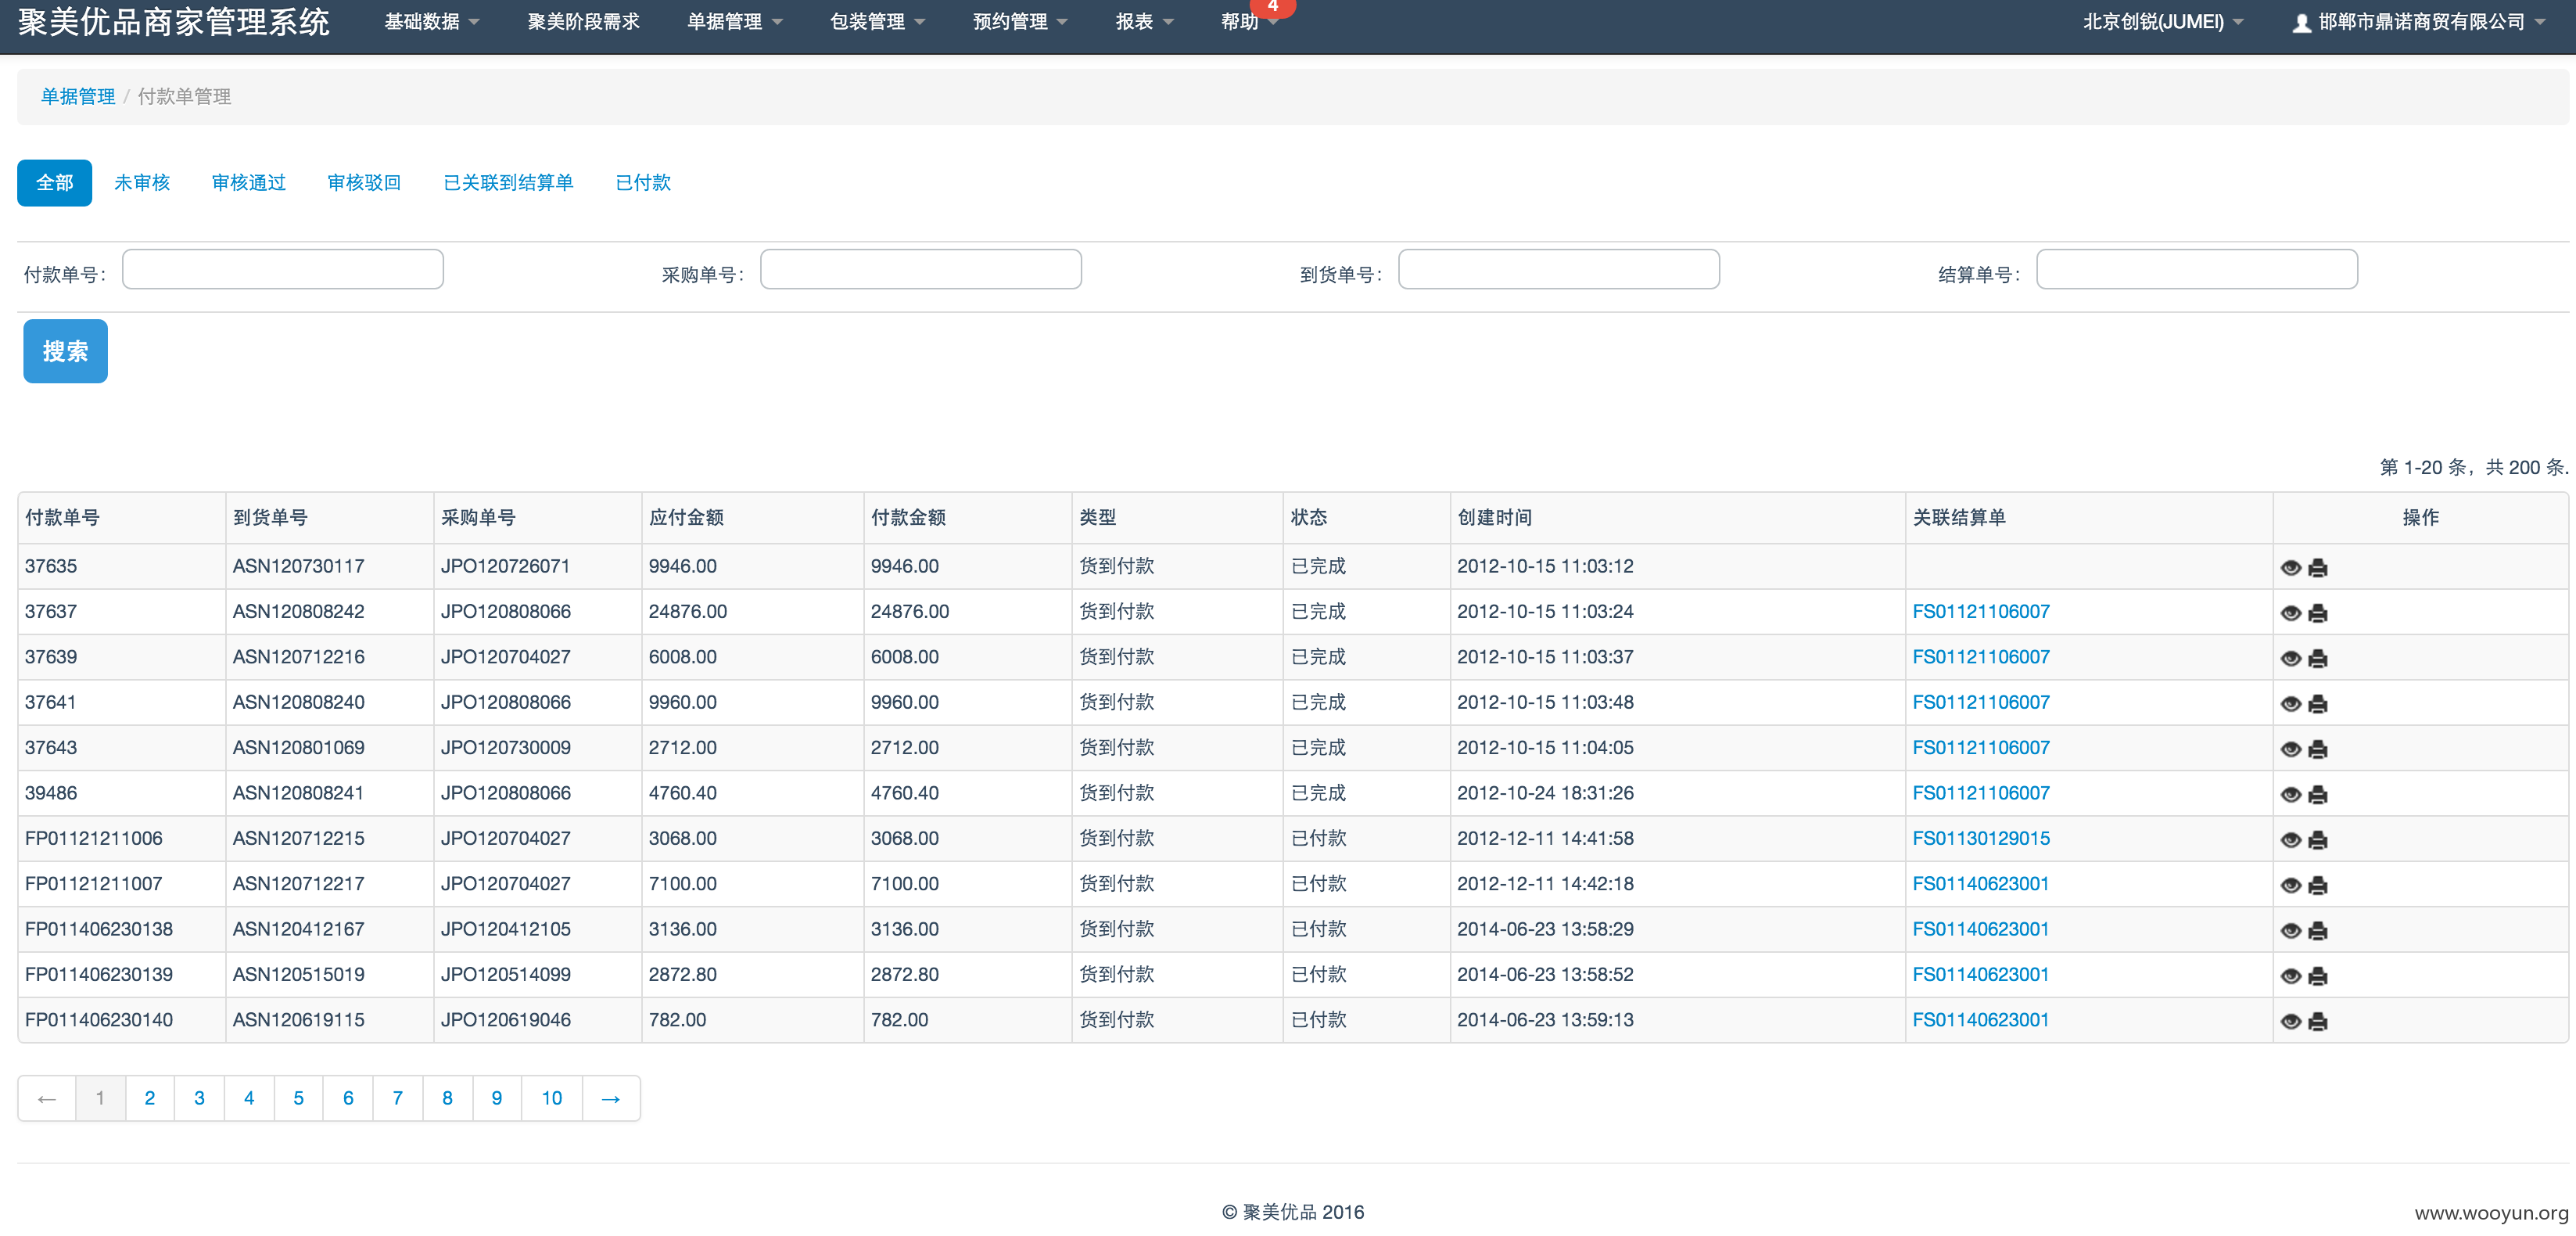 聚美优品商家管理系统 基础数据 聚美阶段需求 单据管理 包装管理 预约管理 报表 帮助 4 北京创锐(JUMEI) 邯郸市鼎诺商贸有限公司
单据管理 / 付款单管理
全部 未审核 审核通过 审核驳回 已关联到结算单 已付款
付款单号: 采购单号: 到货单号: 结算单号:
搜索
第 1-20 条，共 200 条.
付款单号 到货单号 采购单号 应付金额 付款金额 类型 状态 创建时间 关联结算单 操作
37635 ASN120730117 JPO120726071 9946.00 9946.00 货到付款 已完成 2012-10-15 11:03:12
37637 ASN120808242 JPO120808066 24876.00 24876.00 货到付款 已完成 2012-10-15 11:03:24 FS01121106007
37639 ASN120712216 JPO120704027 6008.00 6008.00 货到付款 已完成 2012-10-15 11:03:37 FS01121106007
37641 ASN120808240 JPO120808066 9960.00 9960.00 货到付款 已完成 2012-10-15 11:03:48 FS01121106007
37643 ASN120801069 JPO120730009 2712.00 2712.00 货到付款 已完成 2012-10-15 11:04:05 FS01121106007
39486 ASN120808241 JPO120808066 4760.40 4760.40 货到付款 已完成 2012-10-24 18:31:26 FS01121106007
FP01121211006 ASN120712215 JPO120704027 3068.00 3068.00 货到付款 已付款 2012-12-11 14:41:58 FS01130129015
FP01121211007 ASN120712217 JPO120704027 7100.00 7100.00 货到付款 已付款 2012-12-11 14:42:18 FS01140623001
FP011406230138 ASN120412167 JPO120412105 3136.00 3136.00 货到付款 已付款 2014-06-23 13:58:29 FS01140623001
FP011406230139 ASN120515019 JPO120514099 2872.80 2872.80 货到付款 已付款 2014-06-23 13:58:52 FS01140623001
FP011406230140 ASN120619115 JPO120619046 782.00 782.00 货到付款 已付款 2014-06-23 13:59:13 FS01140623001
← 1 2 3 4 5 6 7 8 9 10 →
© 聚美优品 2016
www.wooyun.org